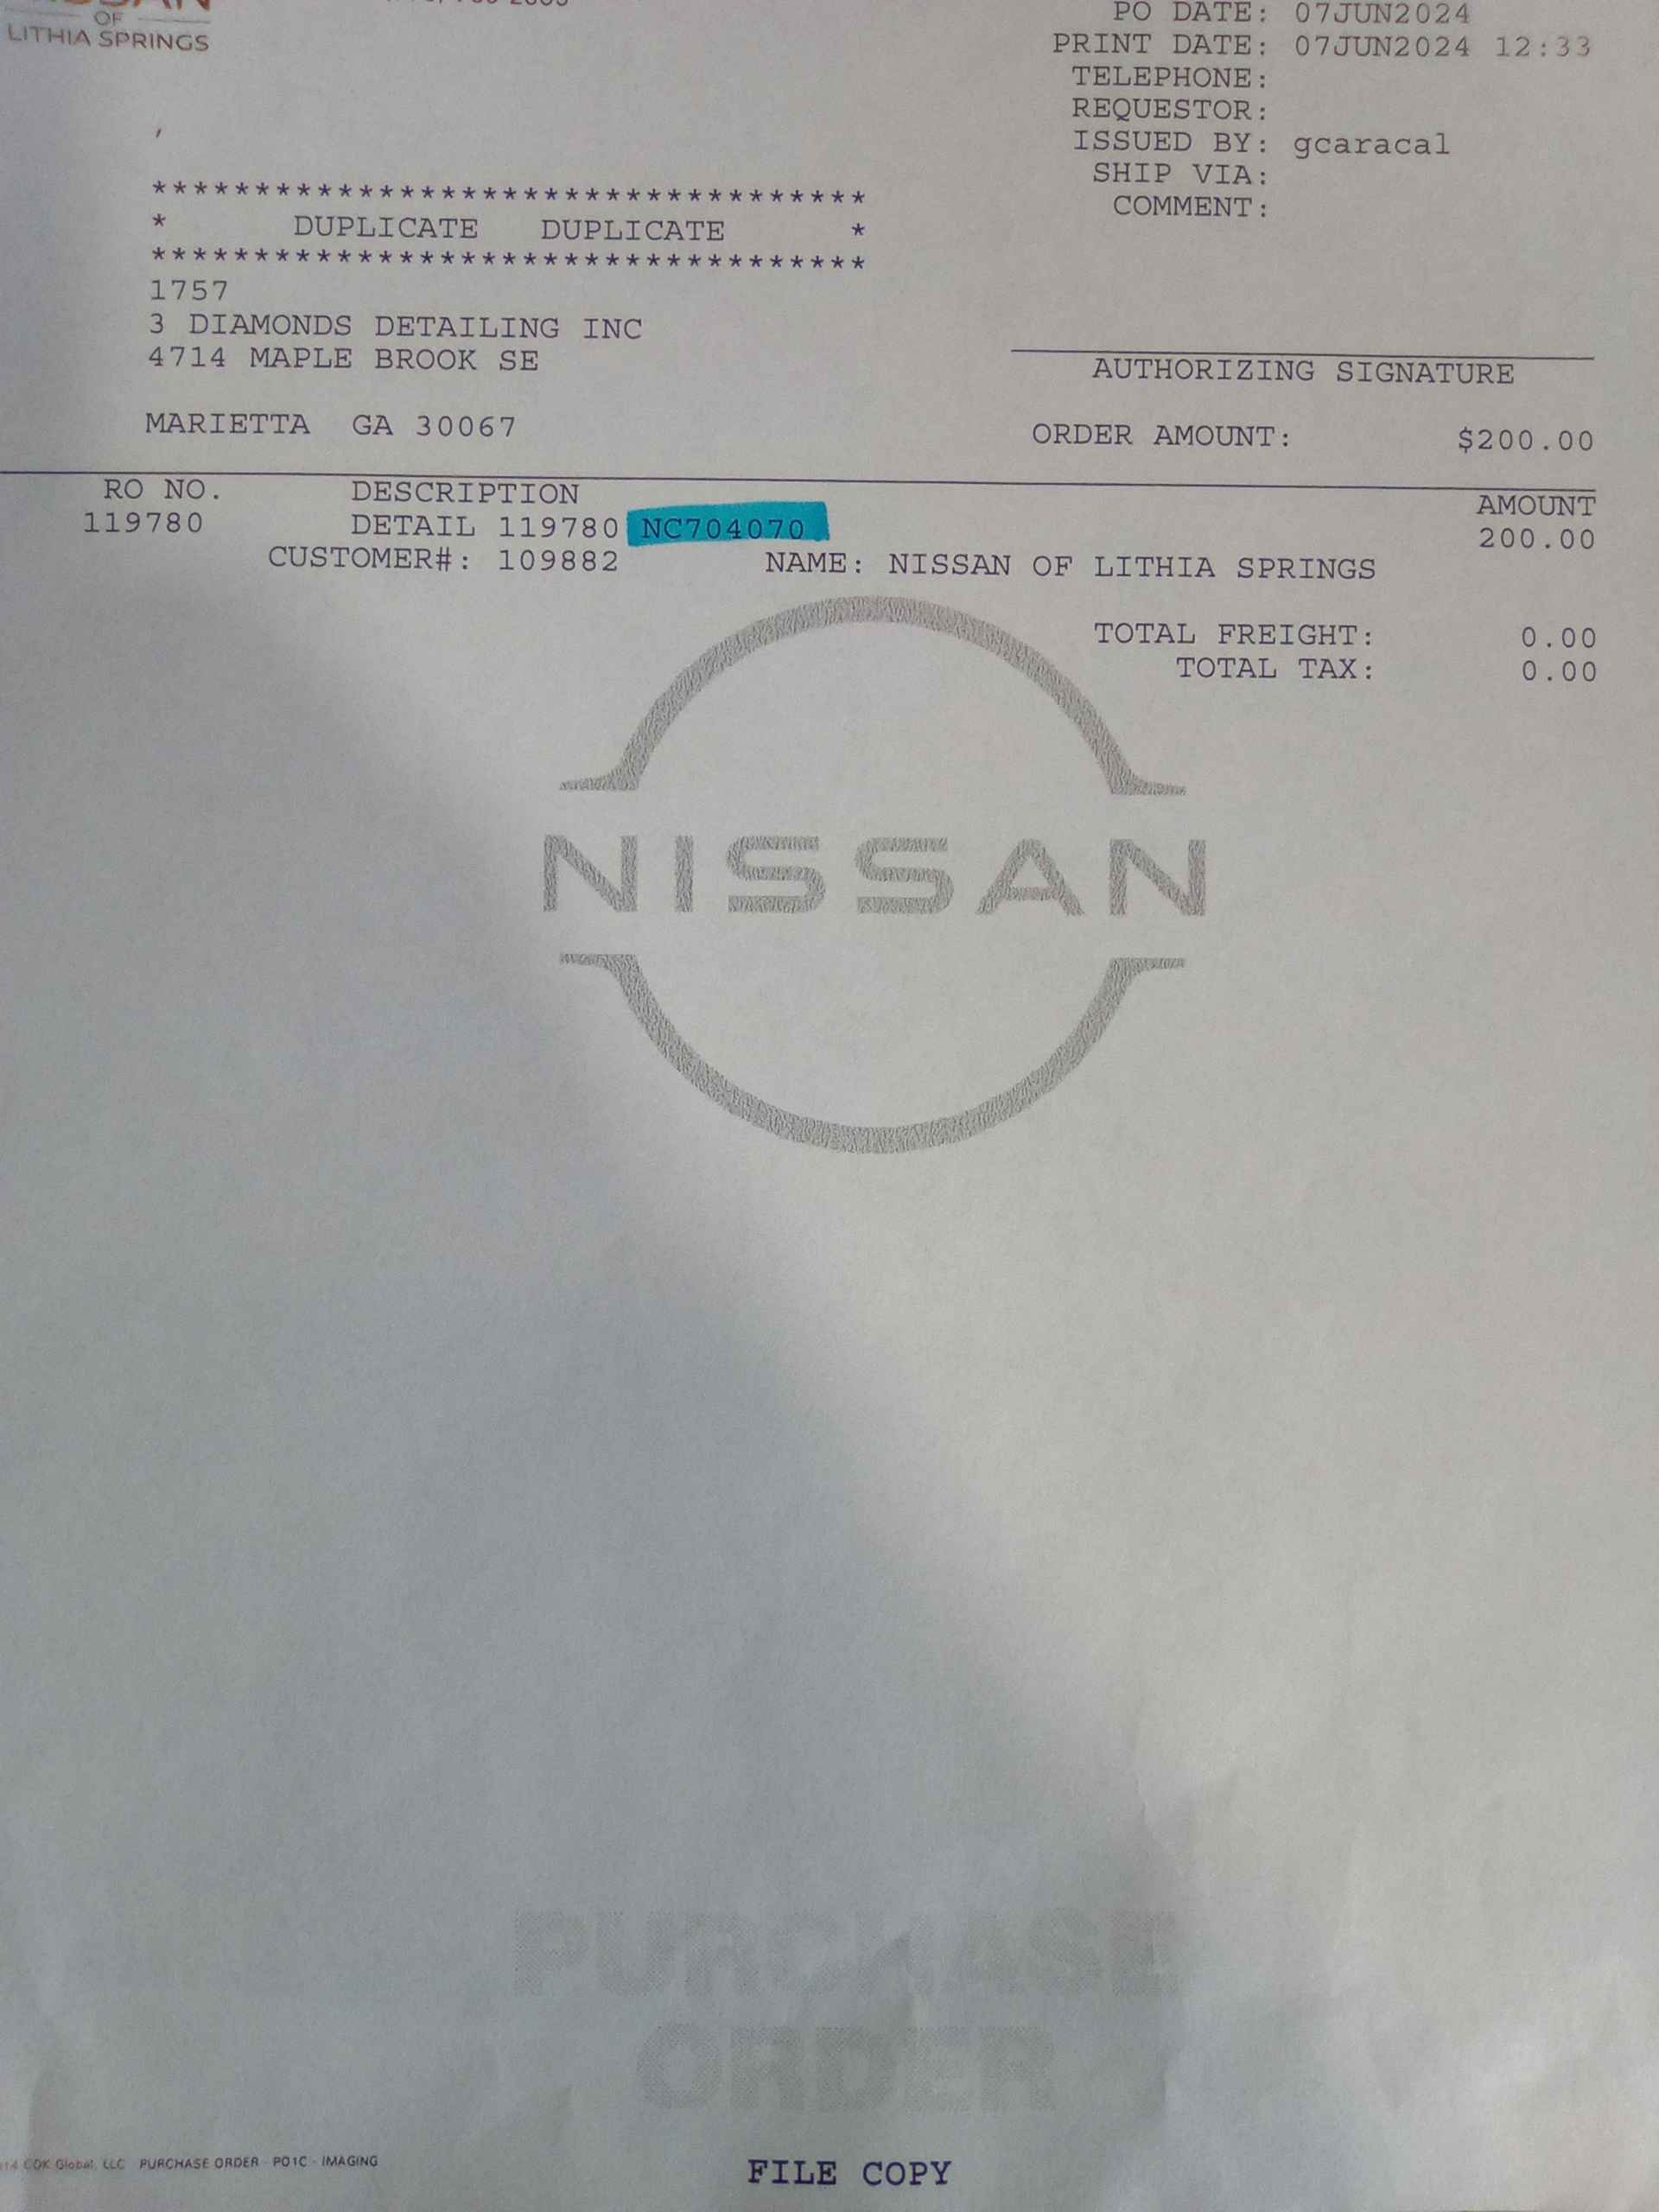 OF
LITHIA SPRINGS
PO DATE: 07JUN2024
PRINT DATE: 07JUN2024 12:33
TELEPHONE:
REQUESTOR:
ISSUED BY: gcaracal
SHIP VIA:
COMMENT:
***********************************
* DUPLICATE DUPLICATE *
***********************************
1757
3 DIAMONDS DETAILING INC
4714 MAPLE BROOK SE
MARIETTA GA 30067
AUTHORIZING SIGNATURE
ORDER AMOUNT: $200.00
RO NO. DESCRIPTION AMOUNT
119780 DETAIL 119780 NC704070 200.00
CUSTOMER#: 109882 NAME: NISSAN OF LITHIA SPRINGS
TOTAL FREIGHT: 0.00
TOTAL TAX: 0.00
NISSAN
PURCHASE
ORDER
CDK Global, LLC PURCHASE ORDER - PO1C - IMAGING
FILE COPY